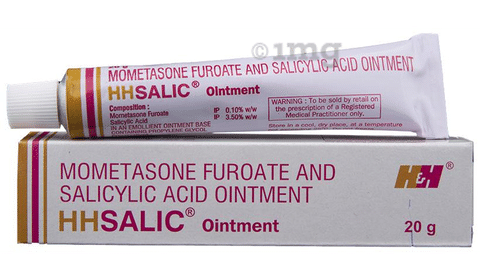 20 g
©1mg
MOMETASONE FUROATE AND SALICYLIC ACID OINTMENT
HHSALIC® Ointment
Composition :
Mometasone Furoate IP 0.10% w/w
Salicylic Acid IP 3.50% w/w
IN AN EMOLLIENT OINTMENT BASE
CONTAINING PROPYLENE GLYCOL
WARNING : To be sold by retail on
the prescription of a Registered
Medical Practitioner only.
Store in a cool, dry place, at a temperature
MOMETASONE FUROATE AND
SALICYLIC ACID OINTMENT
HHSALIC® Ointment
H&H®
20 g